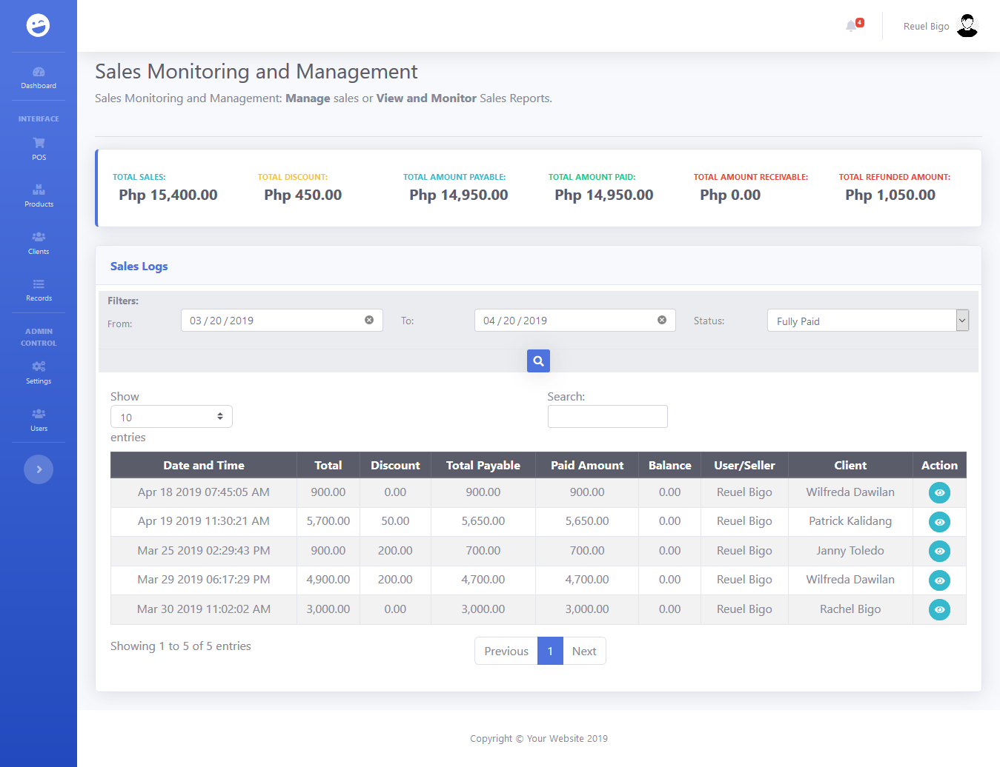 4
Reuel Bigo
Dashboard
INTERFACE
POS
Products
Clients
Records
ADMIN
CONTROL
Settings
Users
Sales Monitoring and Management
Sales Monitoring and Management: Manage sales or View and Monitor Sales Reports.
TOTAL SALES: TOTAL DISCOUNT: TOTAL AMOUNT PAYABLE: TOTAL AMOUNT PAID: TOTAL AMOUNT RECEIVABLE: TOTAL REFUNDED AMOUNT:
Php 15,400.00 Php 450.00 Php 14,950.00 Php 14,950.00 Php 0.00 Php 1,050.00
Sales Logs
Filters:
From: 03 / 20 / 2019 To: 04 / 20 / 2019 Status: Fully Paid
Show Search:
10
entries
Date and Time Total Discount Total Payable Paid Amount Balance User/Seller Client Action
Apr 18 2019 07:45:05 AM 900.00 0.00 900.00 900.00 0.00 Reuel Bigo Wilfreda Dawilan
Apr 19 2019 11:30:21 AM 5,700.00 50.00 5,650.00 5,650.00 0.00 Reuel Bigo Patrick Kalidang
Mar 25 2019 02:29:43 PM 900.00 200.00 700.00 700.00 0.00 Reuel Bigo Janny Toledo
Mar 29 2019 06:17:29 PM 4,900.00 200.00 4,700.00 4,700.00 0.00 Reuel Bigo Wilfreda Dawilan
Mar 30 2019 11:02:02 AM 3,000.00 0.00 3,000.00 3,000.00 0.00 Reuel Bigo Rachel Bigo
Showing 1 to 5 of 5 entries Previous 1 Next
Copyright © Your Website 2019